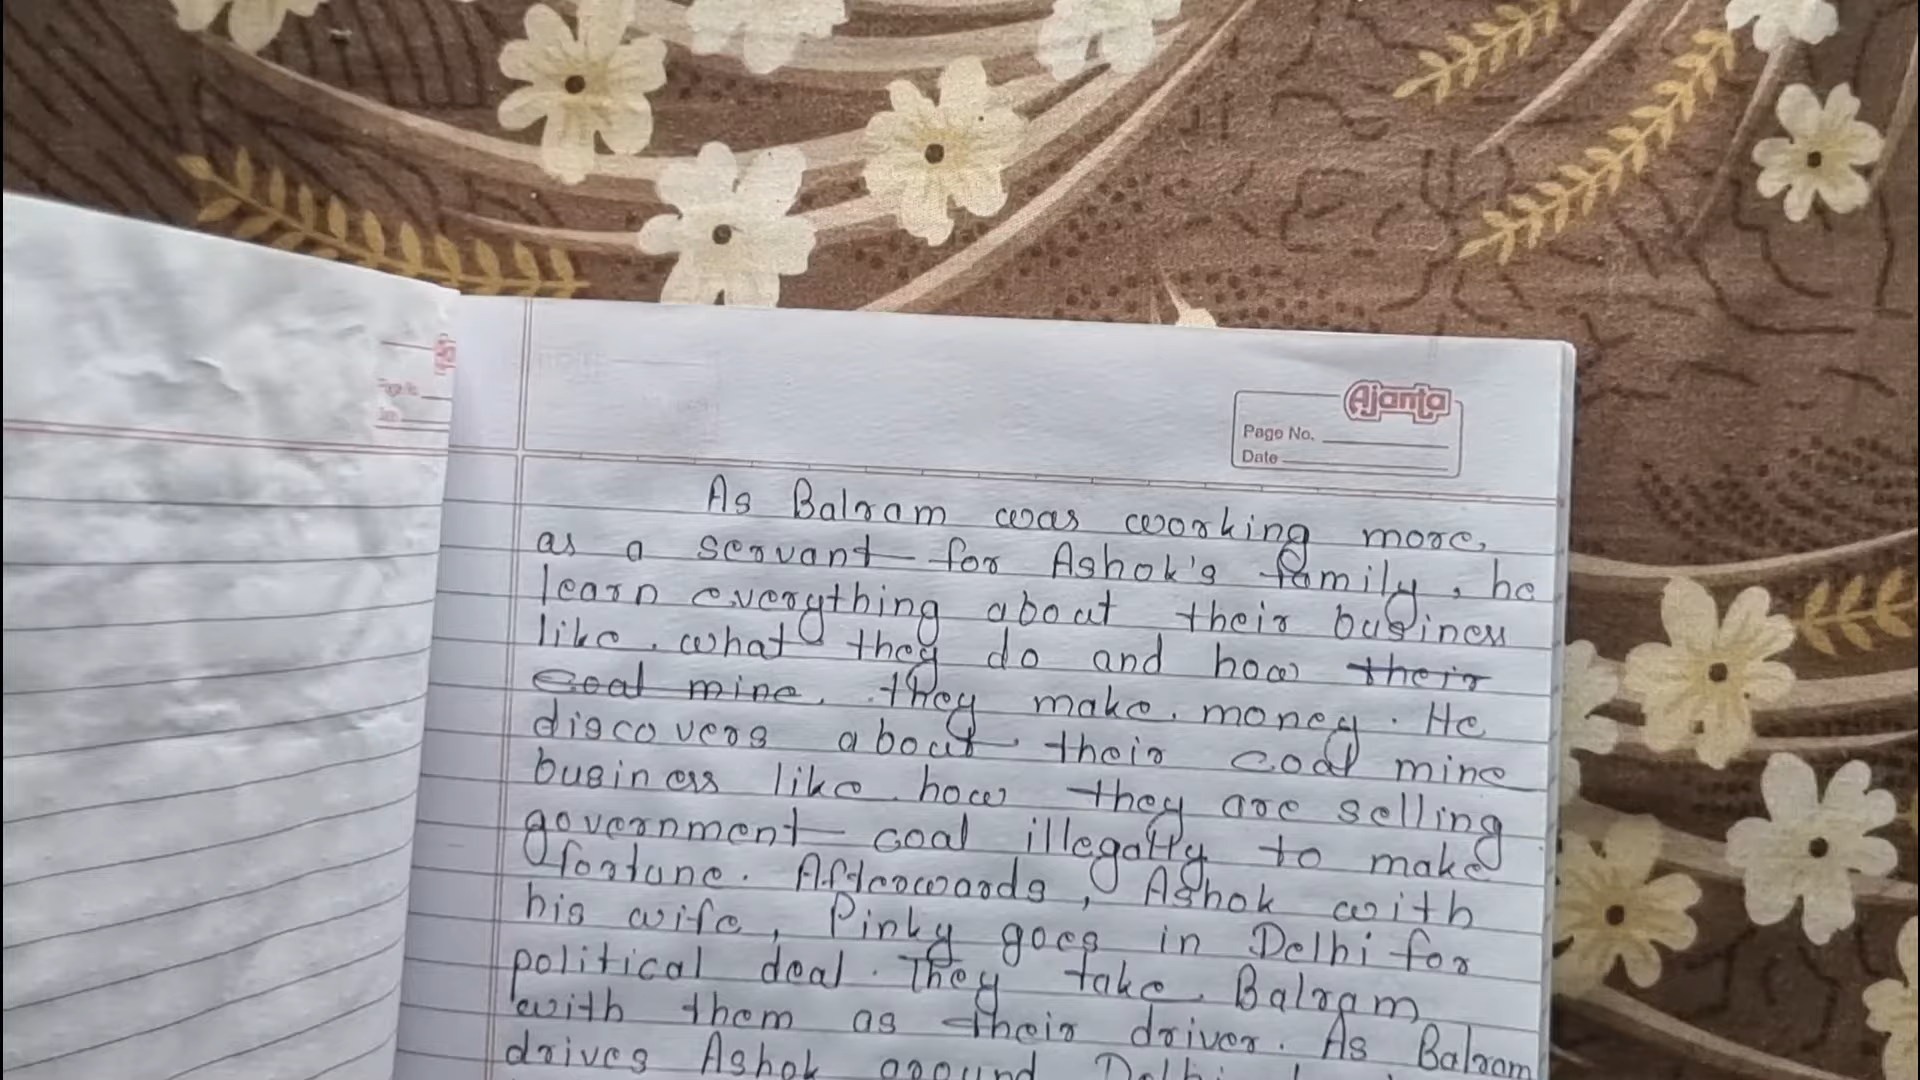 Ajanta
Page No.
Date
As Balram was working more,
as a servant for Ashok's family, he
learn everything about their business
like what they do and how their
coal mine. they make money. He
discovers about their coal mine
business like how they are selling
government coal illegally to make
fortune. Afterwards, Ashok with
his wife, Pinky goes in Delhi for
political deal. They take Balram
with them as their driver. As Balram
drives Ashok around Delhi